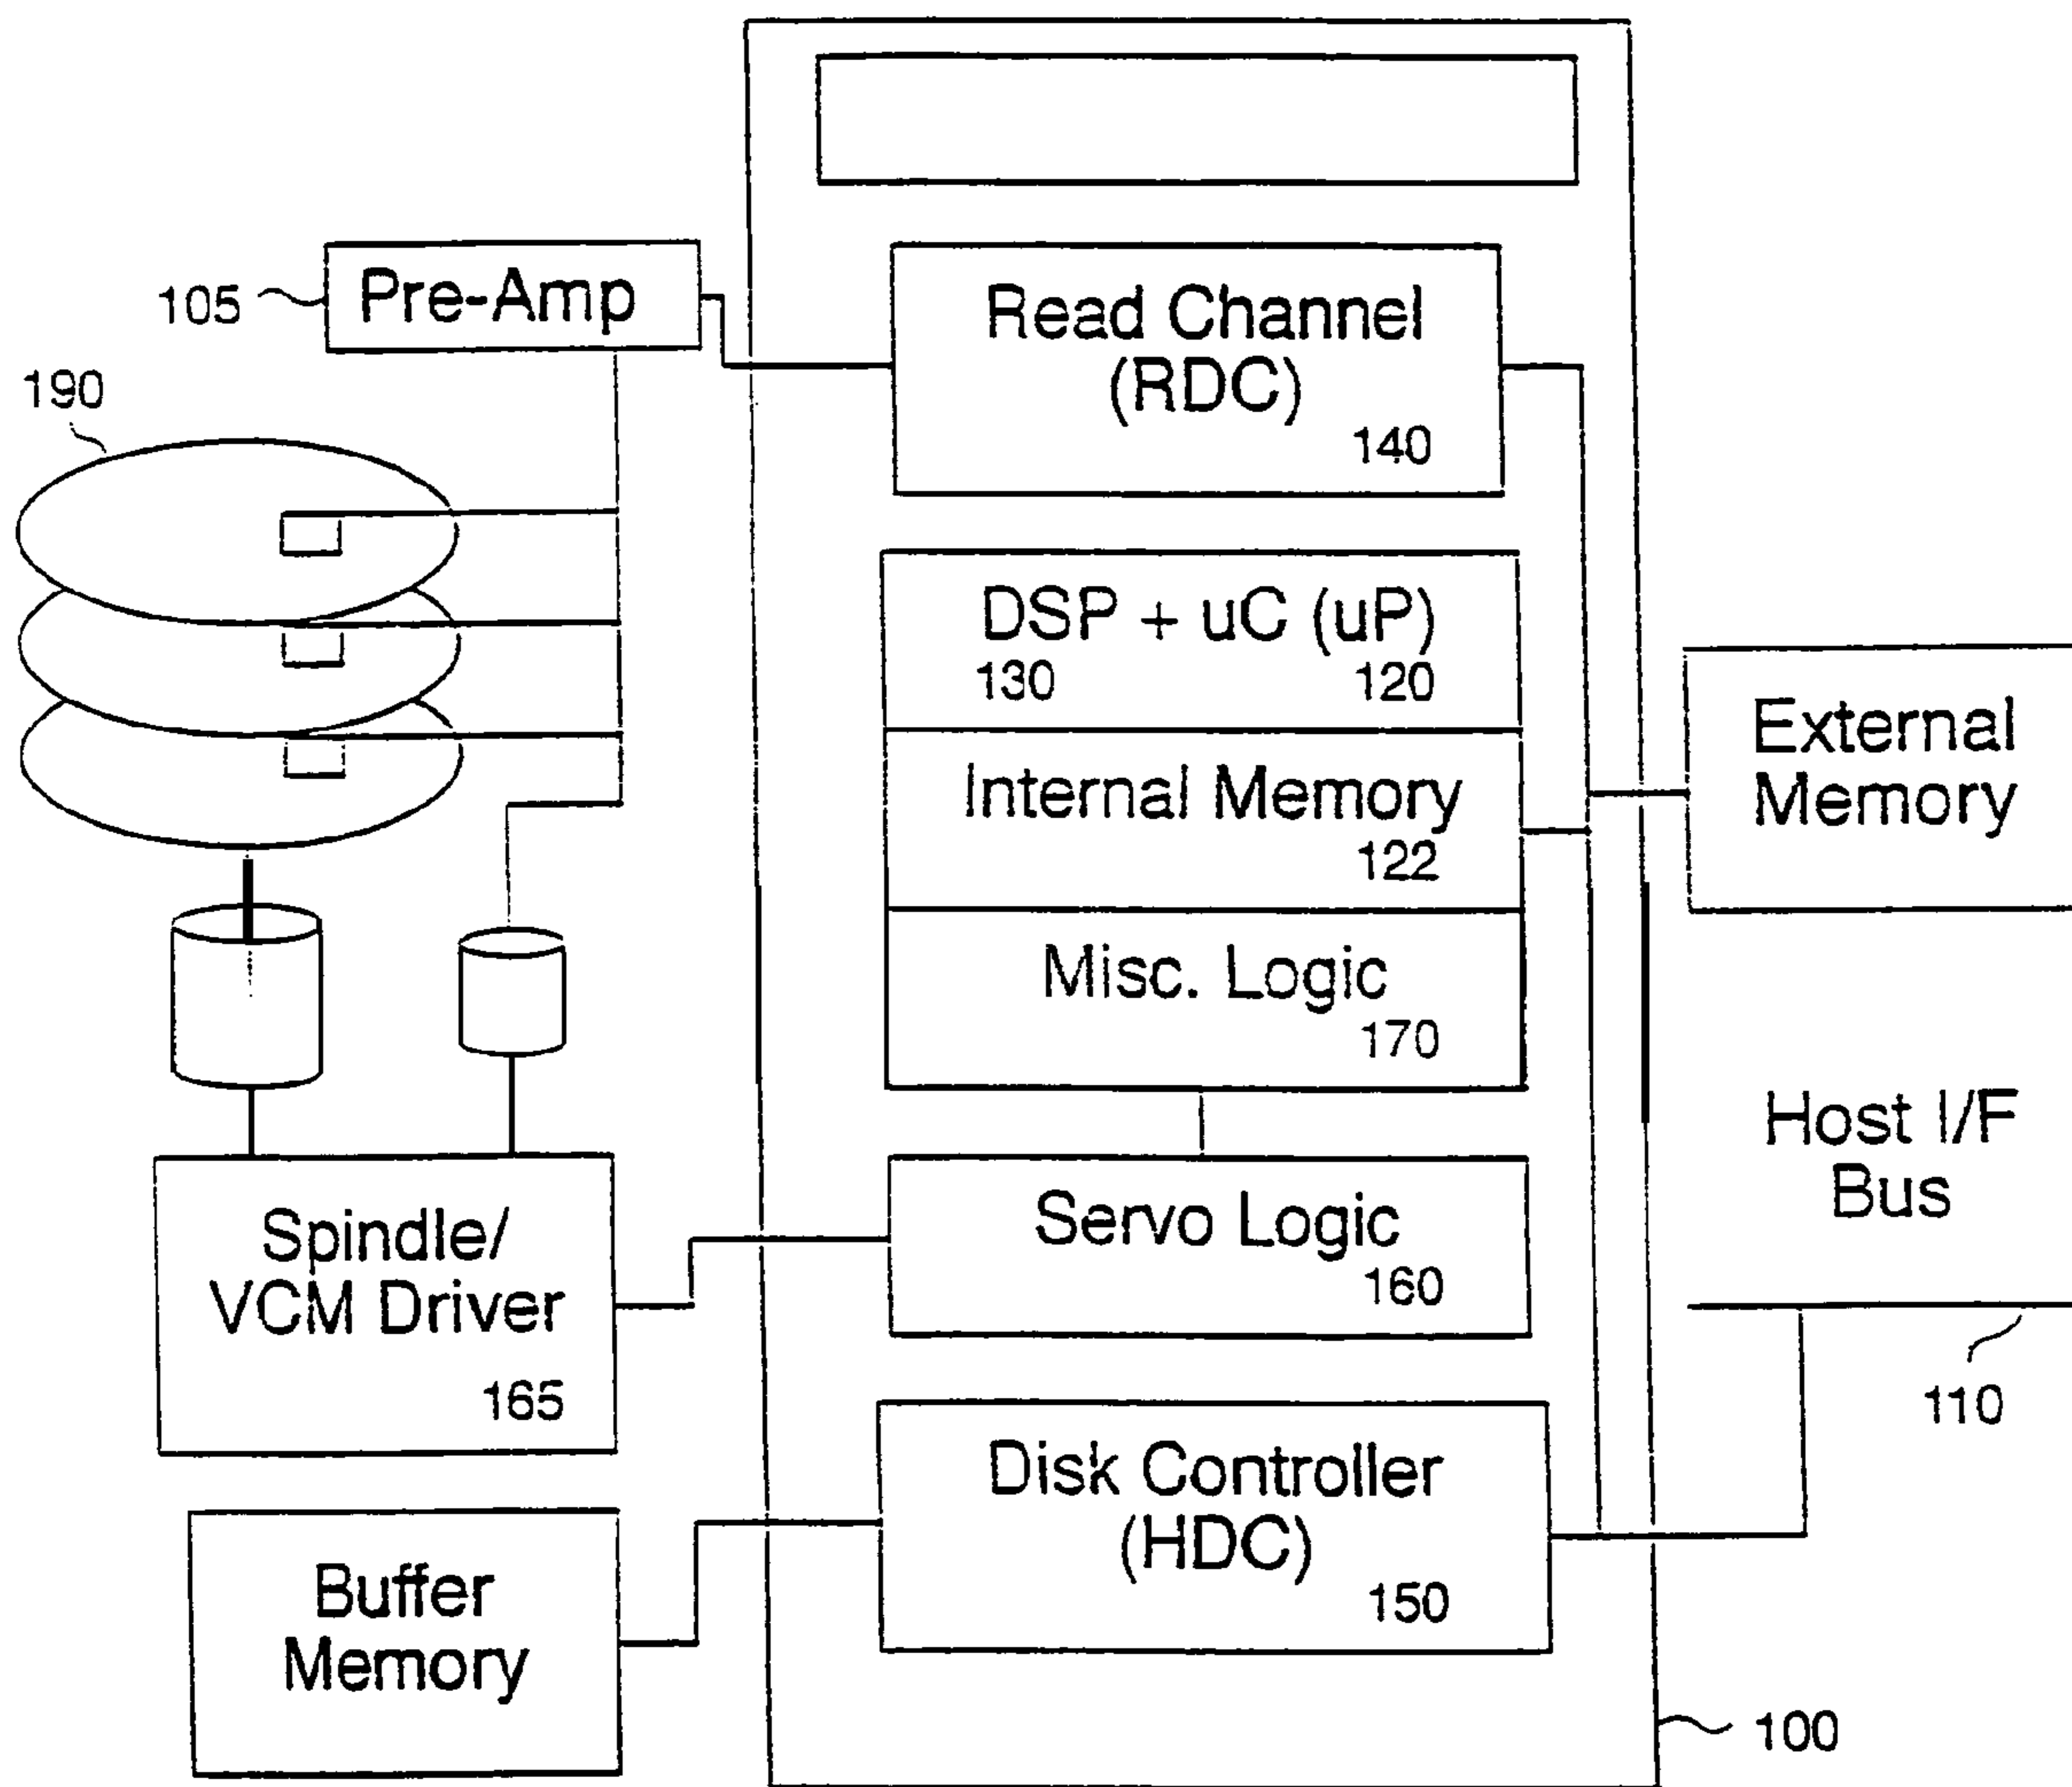 105
Pre-Amp
190
Read Channel
(RDC)
140
DSP + uC (uP)
130 120
Internal Memory
122
Misc. Logic
170
External
Memory
Host I/F
Bus
110
Spindle/
VCM Driver
165
Servo Logic
160
Disk Controller
(HDC)
150
Buffer
Memory
100